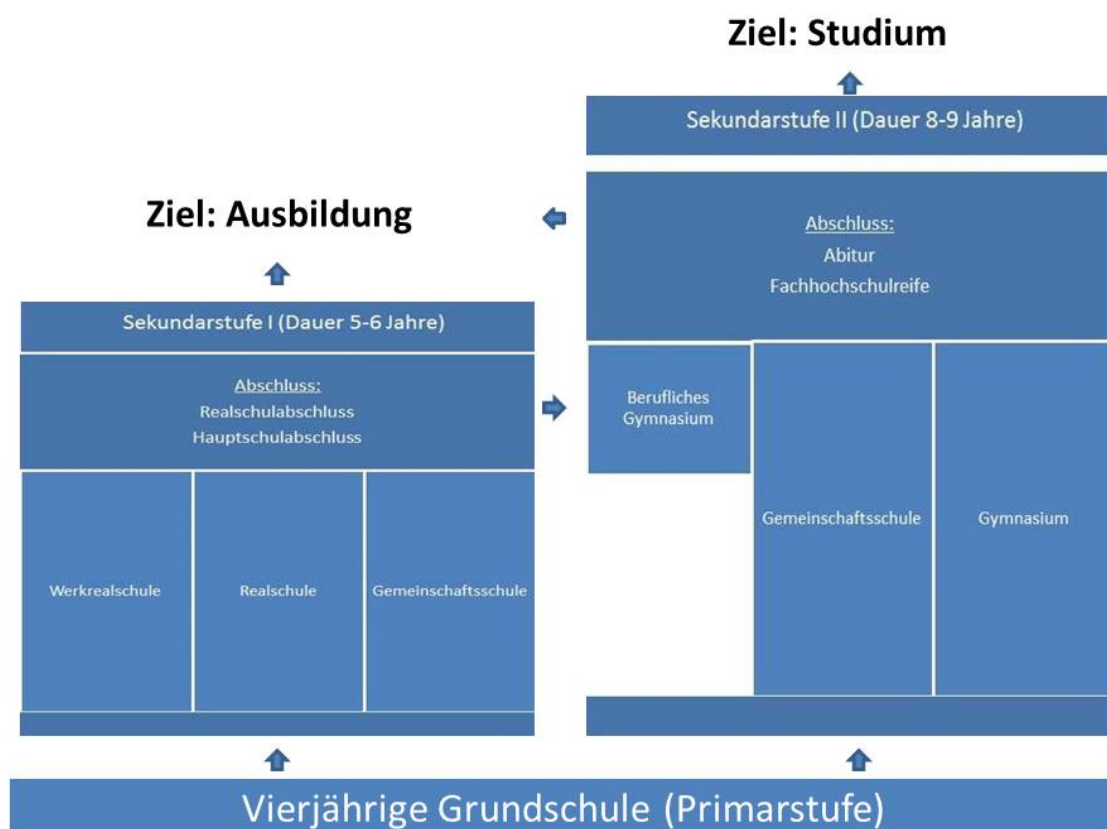 Ziel: Studium
Sekundarstufe II (Dauer 8-9 Jahre)
Abschluss:
Abitur
Fachhochschulreife
Ziel: Ausbildung
Sekundarstufe I (Dauer 5-6 Jahre)
Abschluss:
Realschulabschluss
Hauptschulabschluss
Berufliches
Gymnasium
Gemeinschaftsschule
Gymnasium
Werkrealschule
Realschule
Gemeinschaftsschule
Vierjährige Grundschule (Primarstufe)